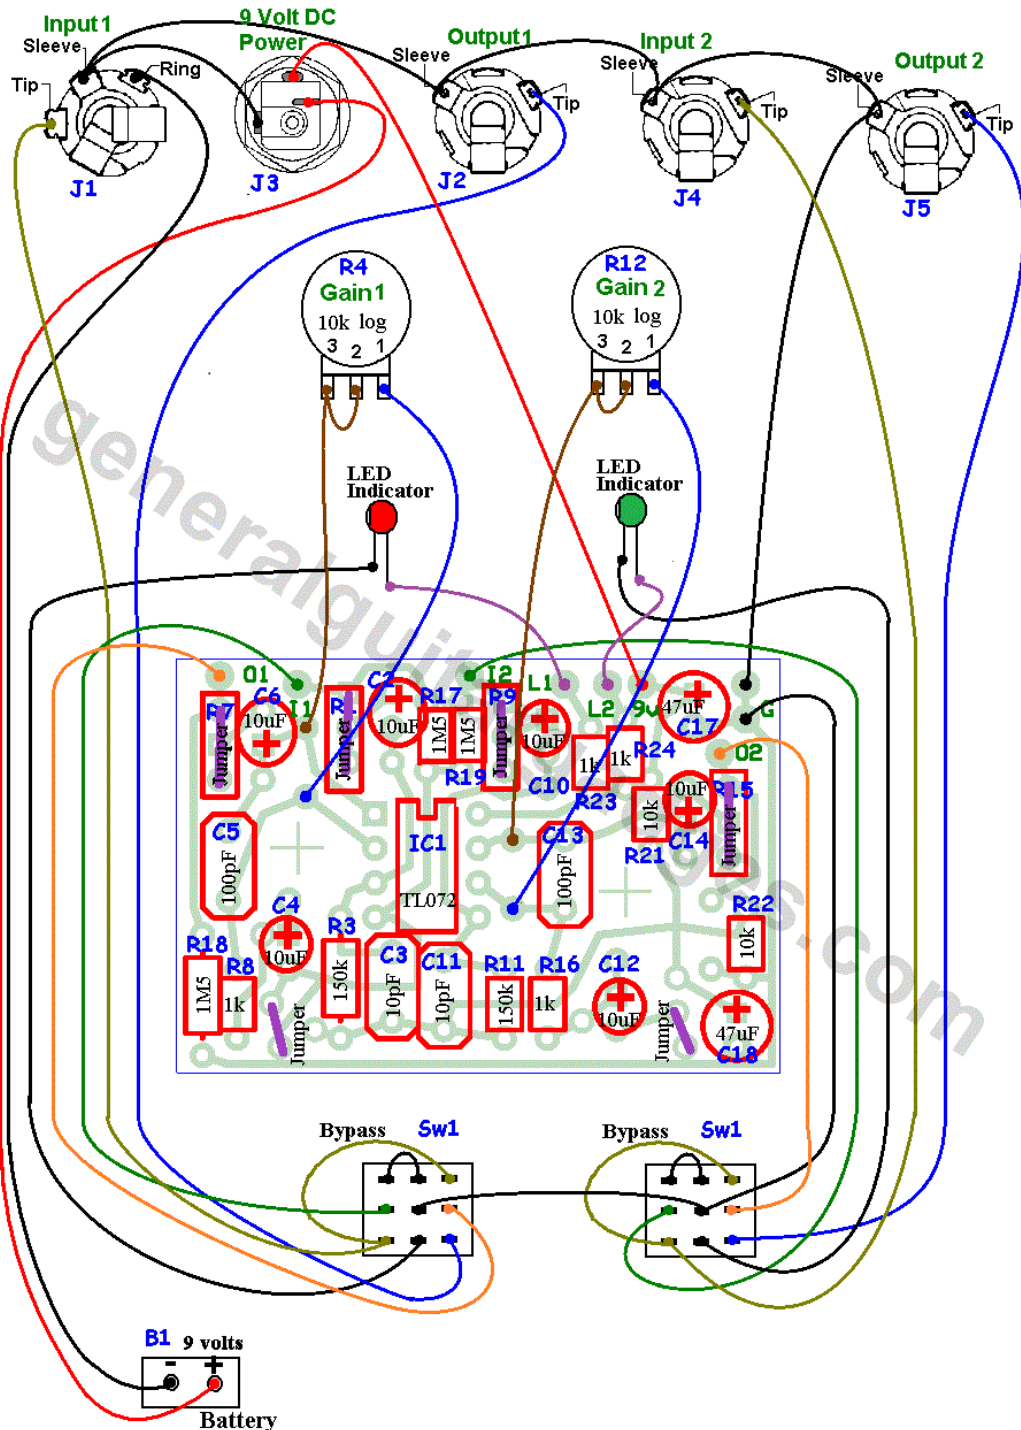 Input 1
9 Volt DC
Power
Output1
Input 2
Output 2
Sleeve
Ring
Tip
Sleeve
Tip
Sleeve
Tip
Sleeve
Tip
J1
J3
J2
J4
J5
R4
Gain1
10k log
3 2 1
R12
Gain 2
10k log
3 2 1
LED
Indicator
LED
Indicator
generalguitargadges.com
O1
I1
I2
L1
L2
9v
G
O2
R7
Jumper
C6
10uF
R1
Jumper
C2
10uF
R17
1M5
R19
1M5
R9
Jumper
10uF
C10
1k
R23
1k
R24
47uF
C17
10uF
C14
R15
Jumper
10k
R21
C5
100pF
IC1
TL072
C13
100pF
C4
10uF
R3
150k
C3
10pF
C11
10pF
R11
150k
R16
1k
C12
10uF
R22
10k
R18
1M5
R8
1k
Jumper
Jumper
47uF
C18
Bypass
Sw1
Bypass
Sw1
B1
9 volts
- +
Battery